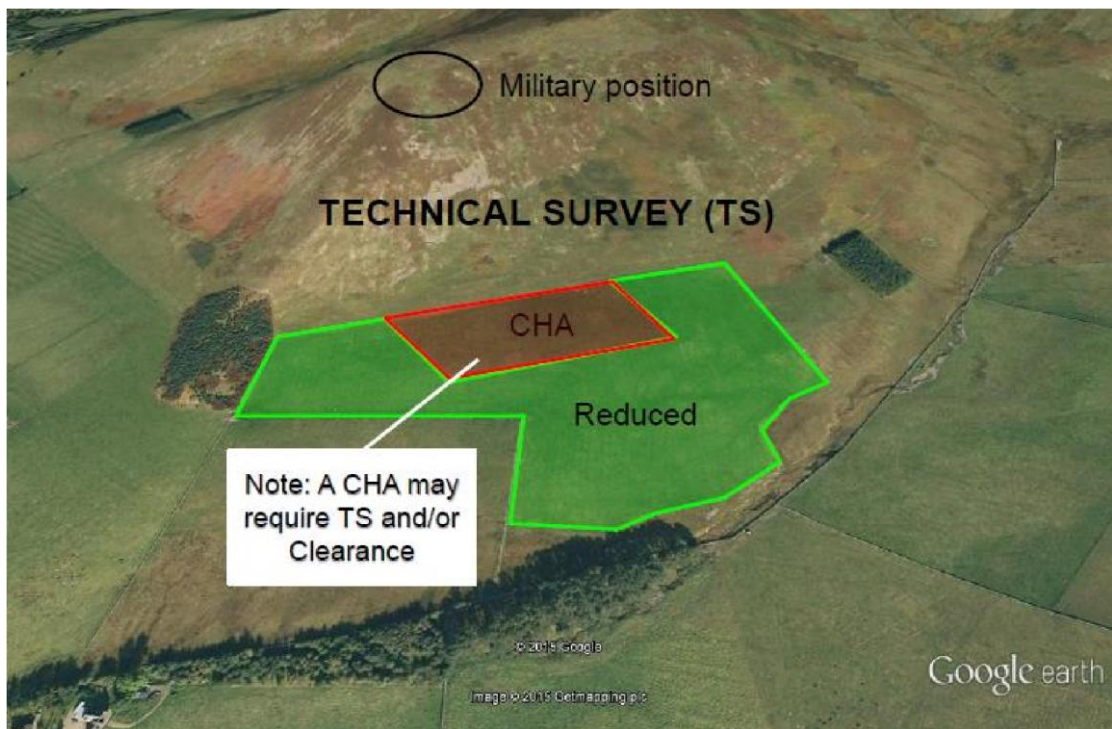 Military position
TECHNICAL SURVEY (TS)
CHA
Reduced
Note: A CHA may
require TS and/or
Clearance
© 2015 Google
Image © 2015 Getmapping plc
Google earth